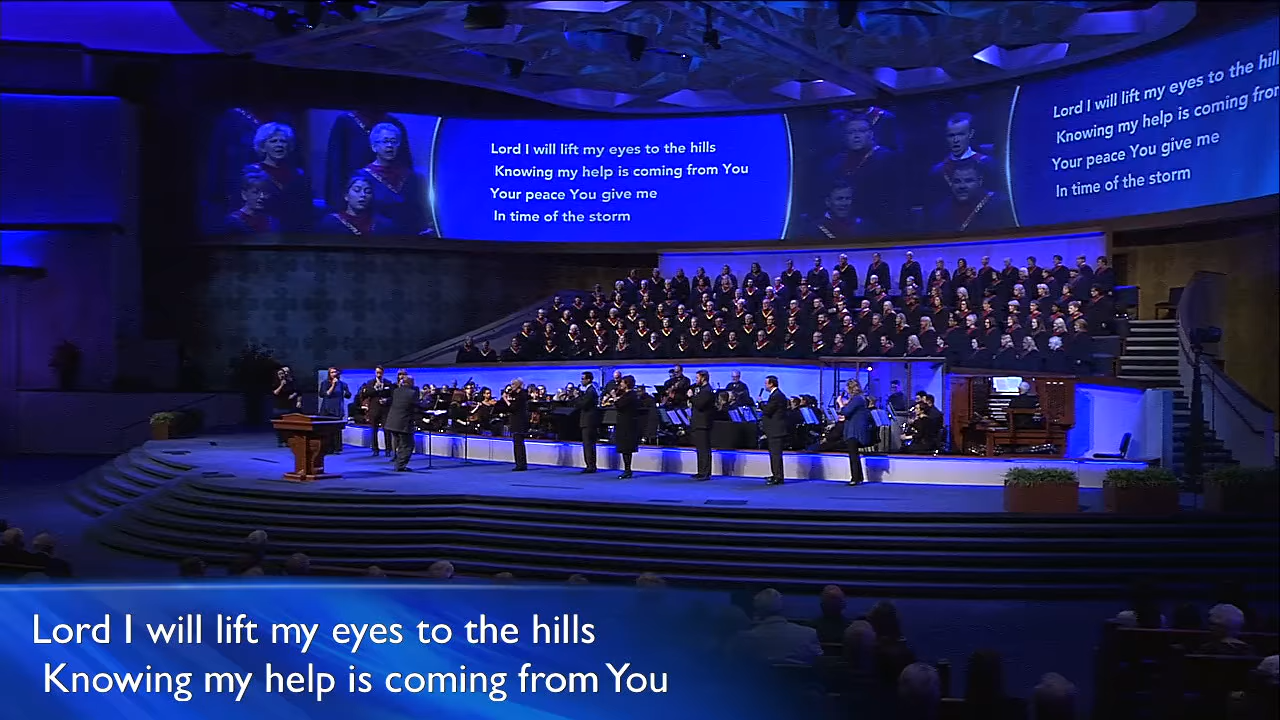 Lord I will lift my eyes to the hills
Knowing my help is coming from You
Your peace You give me
In time of the storm
Lord I will lift my eyes to the hill
Knowing my help is coming from
Your peace You give me
In time of the storm
Lord I will lift my eyes to the hills
Knowing my help is coming from You